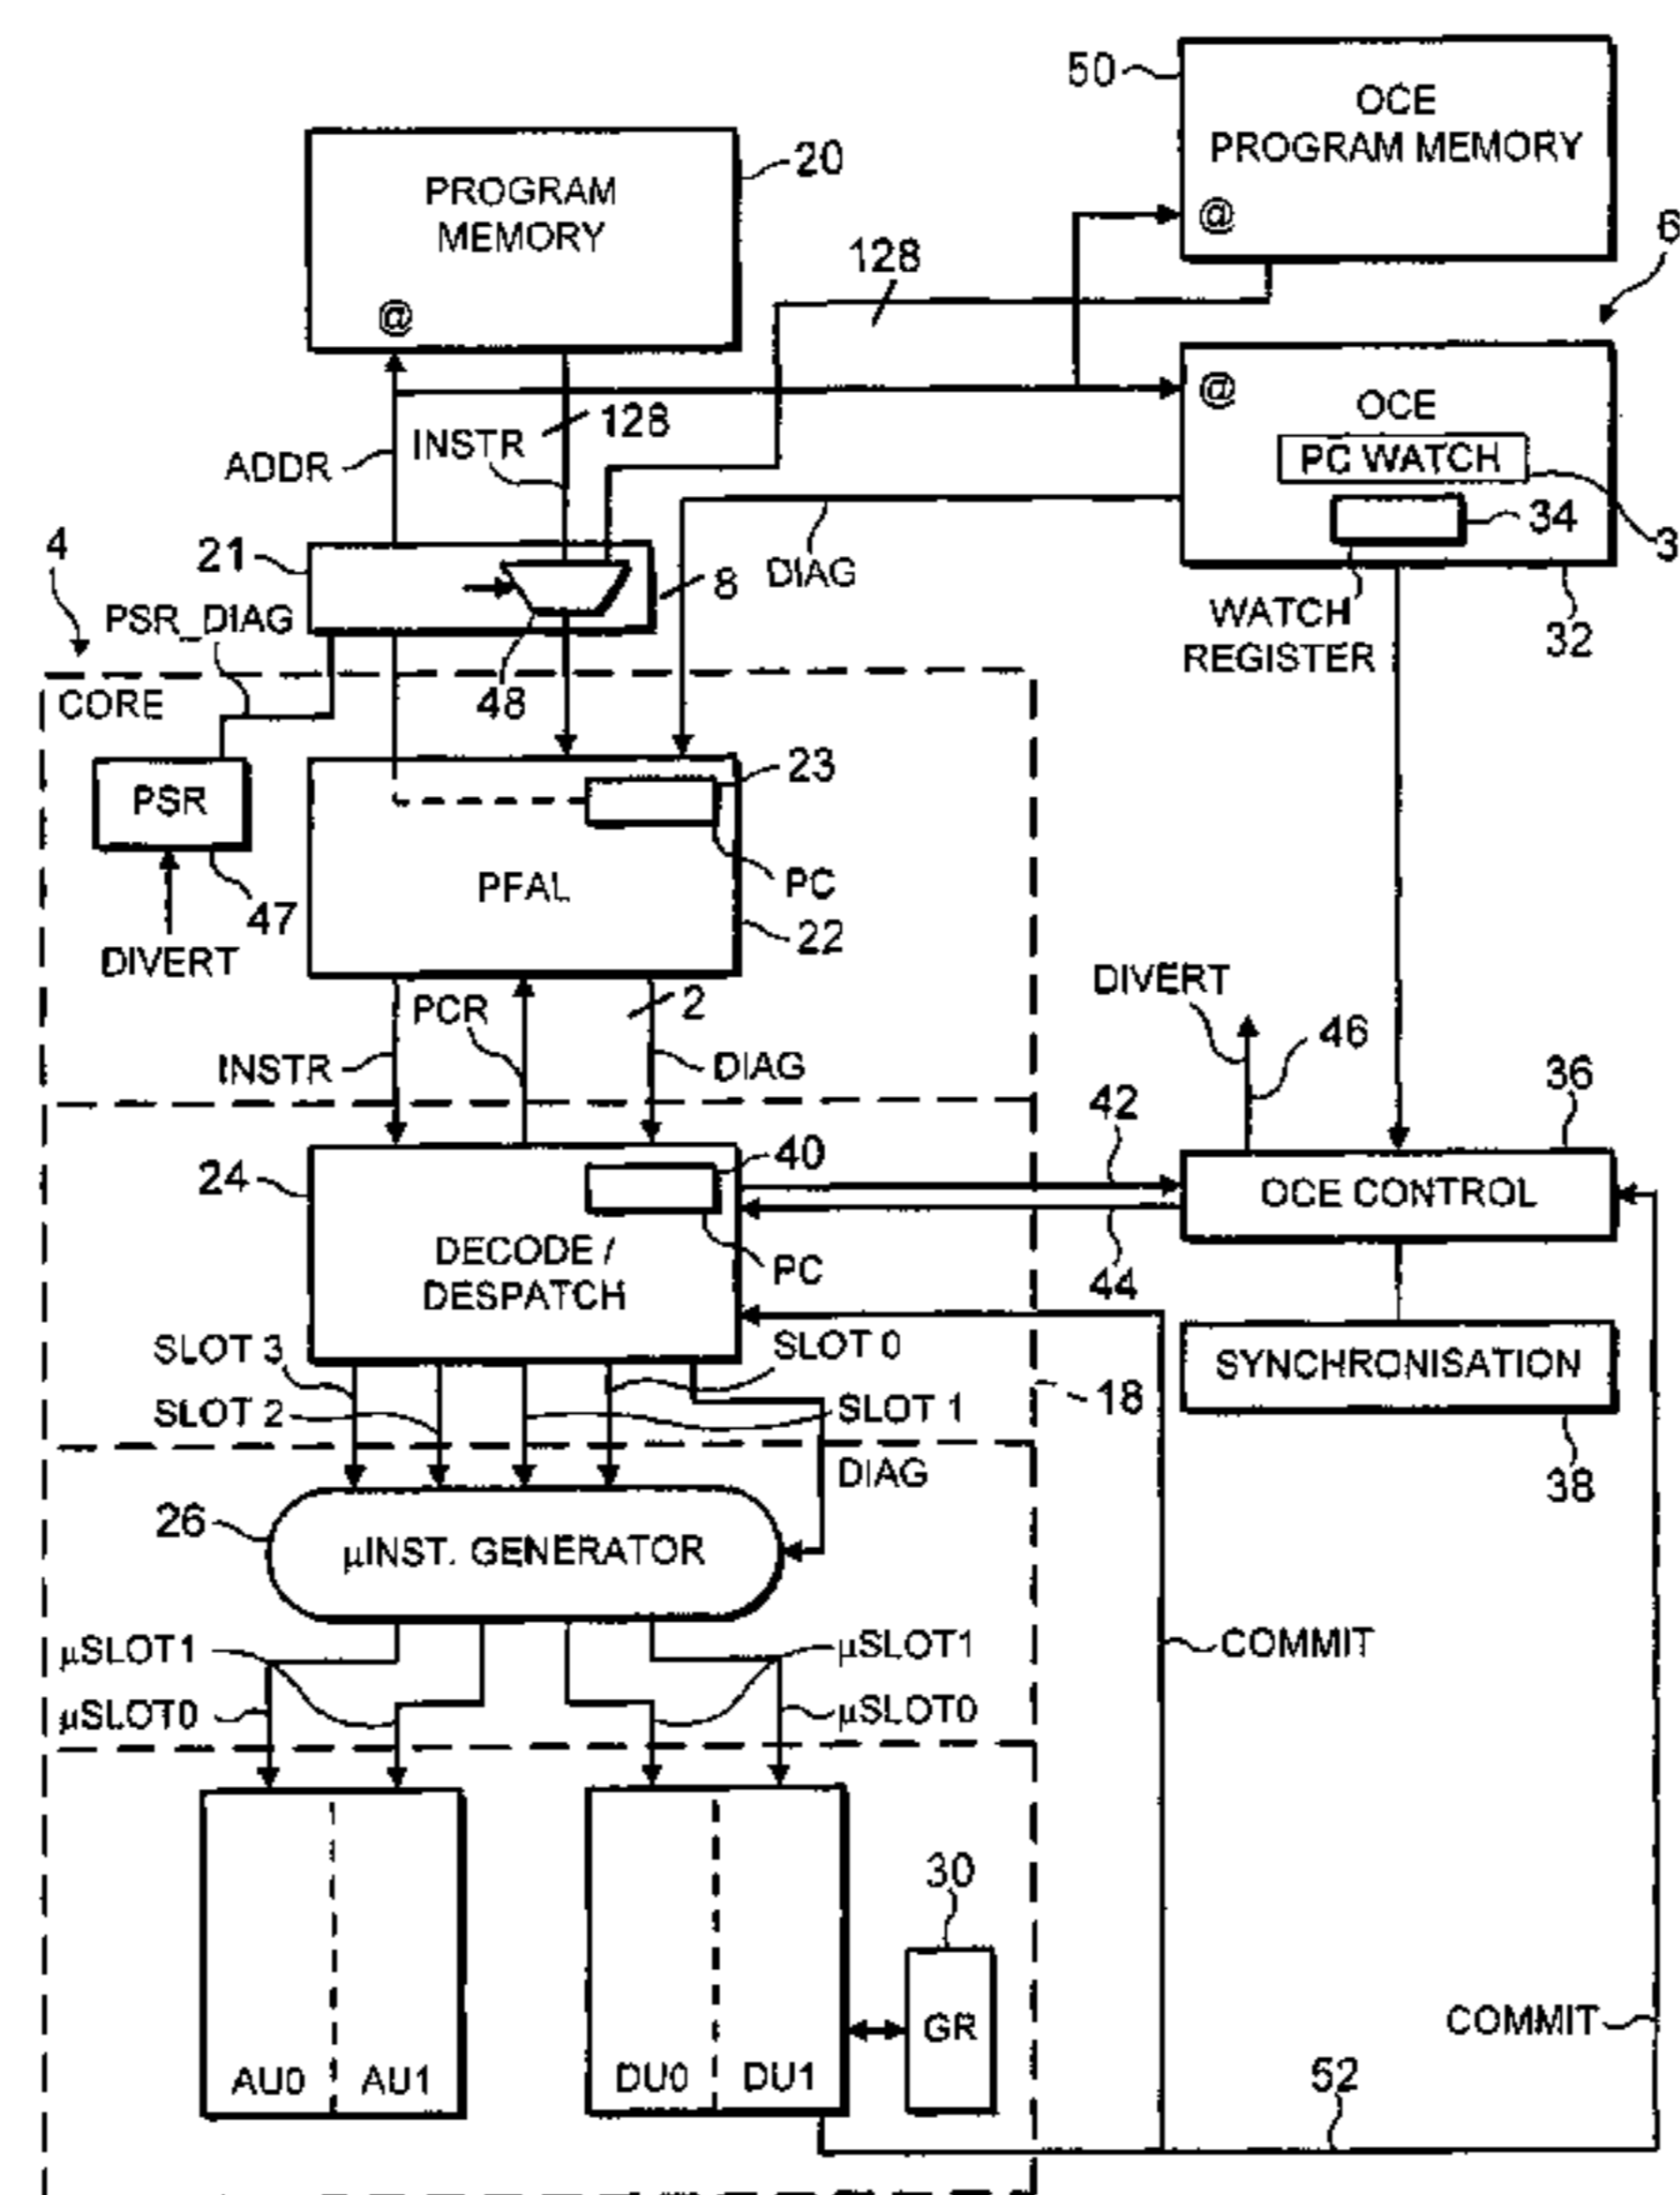 50
OCE
PROGRAM MEMORY
@
PROGRAM
MEMORY
20
@
128
6
@
OCE
PC WATCH
34
3
128
INSTR
ADDR
DIAG
WATCH
REGISTER
32
4
21
8
PSR_DIAG
48
CORE
PSR
47
DIVERT
23
PC
PFAL
22
INSTR
PCR
2
DIAG
DIVERT
46
36
42
44
OCE CONTROL
24
40
PC
DECODE /
DESPATCH
SYNCHRONISATION
38
SLOT 3
SLOT 0
SLOT 2
SLOT 1
18
DIAG
26
µINST. GENERATOR
COMMIT
µSLOT1
µSLOT1
µSLOT0
µSLOT0
30
GR
COMMIT
AU0
AU1
DU0
DU1
52